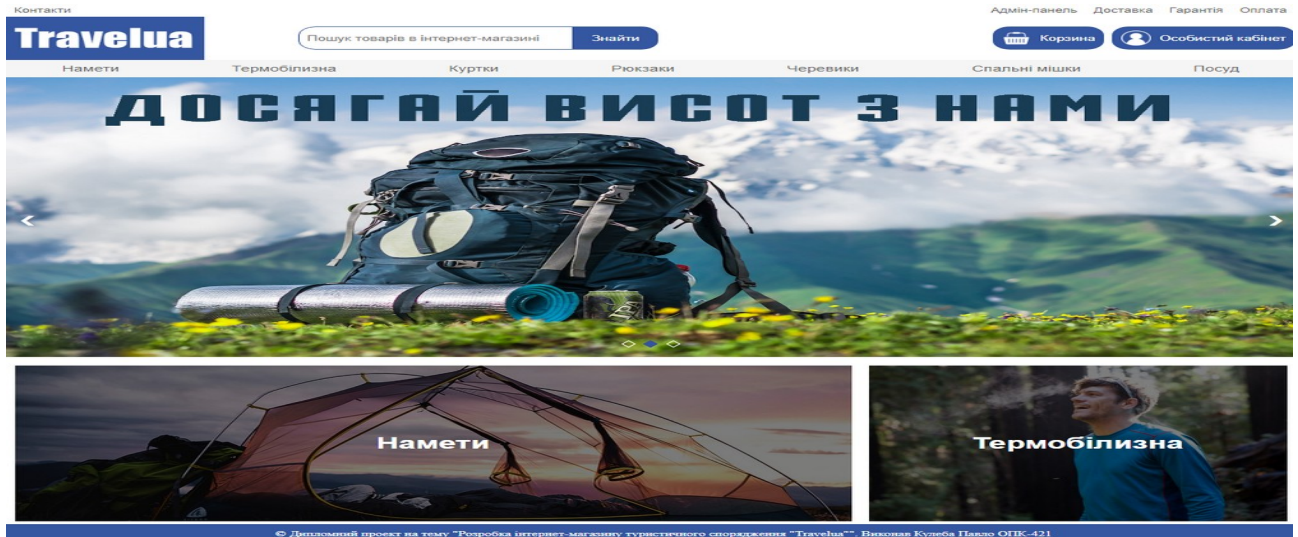 Контакти
Адмін-панель Доставка Гарантія Оплата
Travelua
Пошук товарів в інтернет-магазині
Знайти
Корзина
Особистий кабінет
Намети Термобілизна Куртки Рюкзаки Черевики Спальні мішки Посуд
ДОСЯГАЙ ВИСОТ З НАМИ
Намети
Термобілизна
© Дипломний проект на тему "Розробка інтернет-магазину туристичного спорядження "Travelua"". Виконав Кулеба Павло ОПК-421